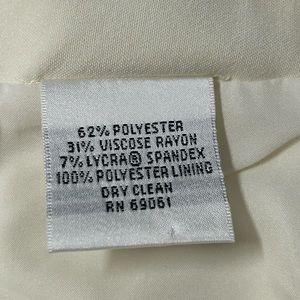 62% POLYESTER
31% VISCOSE RAYON
7% LYCRA® SPANDEX
100% POLYESTER LINING
DRY CLEAN
RN 69061